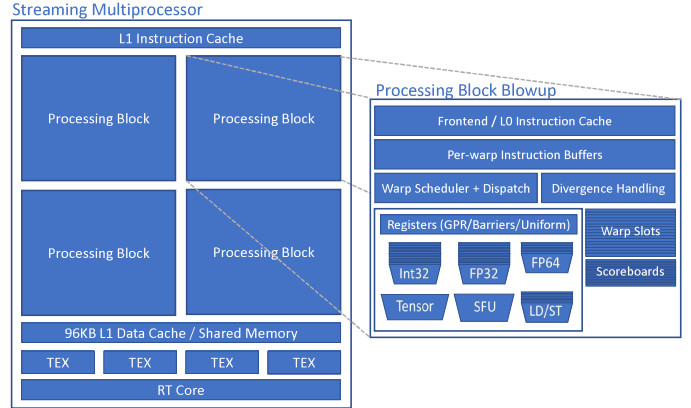 Streaming Multiprocessor
L1 Instruction Cache
Processing Block
Processing Block
Processing Block
Processing Block
96KB L1 Data Cache / Shared Memory
TEX
TEX
TEX
TEX
RT Core
Processing Block Blowup
Frontend / L0 Instruction Cache
Per-warp Instruction Buffers
Warp Scheduler + Dispatch
Divergence Handling
Registers (GPR/Barriers/Uniform)
Warp Slots
Int32
FP32
FP64
Scoreboards
Tensor
SFU
LD/ST